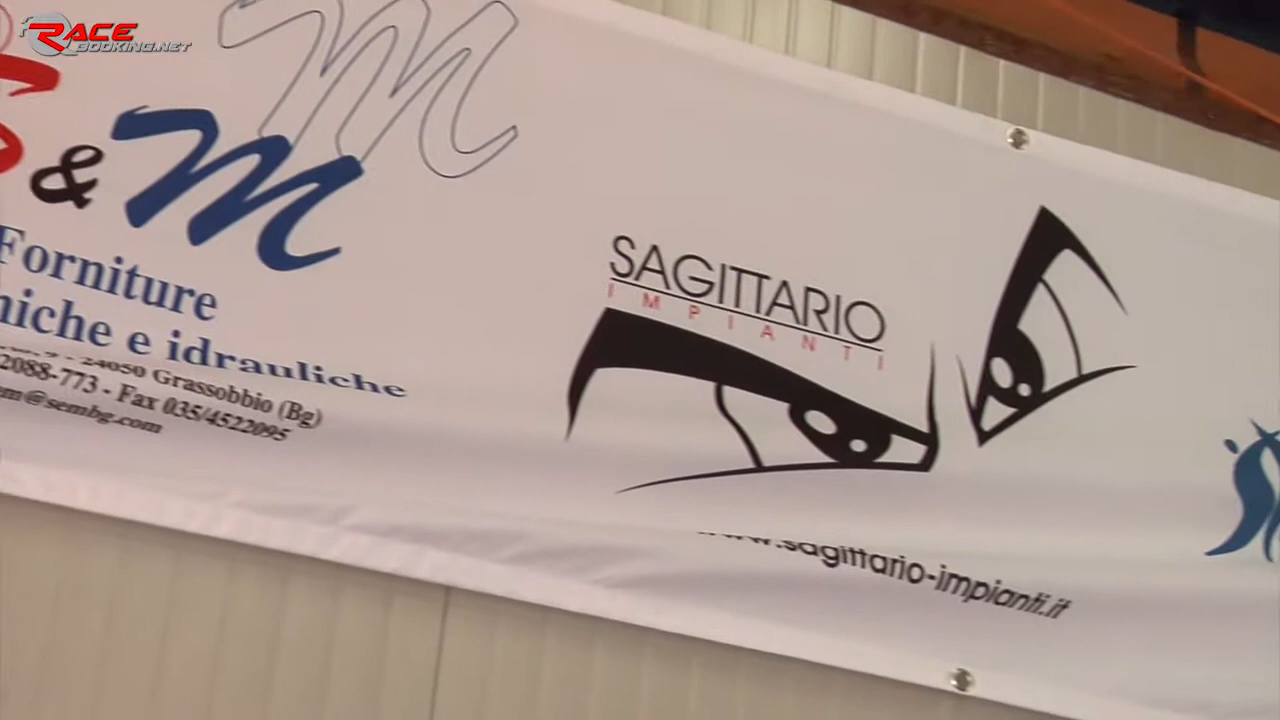 RACE
BOOKING.NET
& m
Forniture
e idrauliche
24050 Grassobbio (Bg)
2088-773 - Fax 035/4522095
@sembg.com
SAGITTARIO
IMPIANTI
www.sagittario-impianti.it